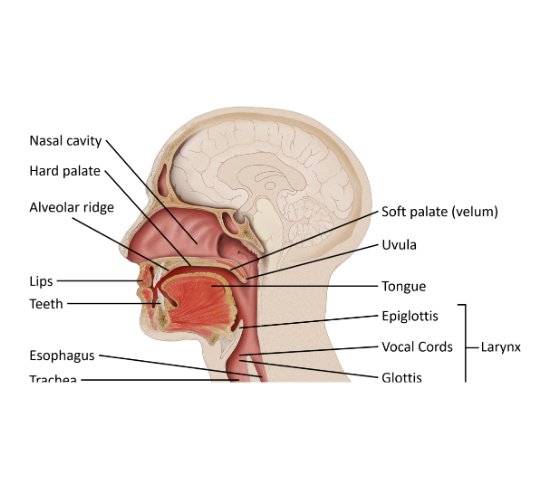 Nasal cavity
Hard palate
Alveolar ridge
Lips
Teeth
Esophagus
Trachea
Soft palate (velum)
Uvula
Tongue
Epiglottis
Vocal Cords
Glottis
Larynx